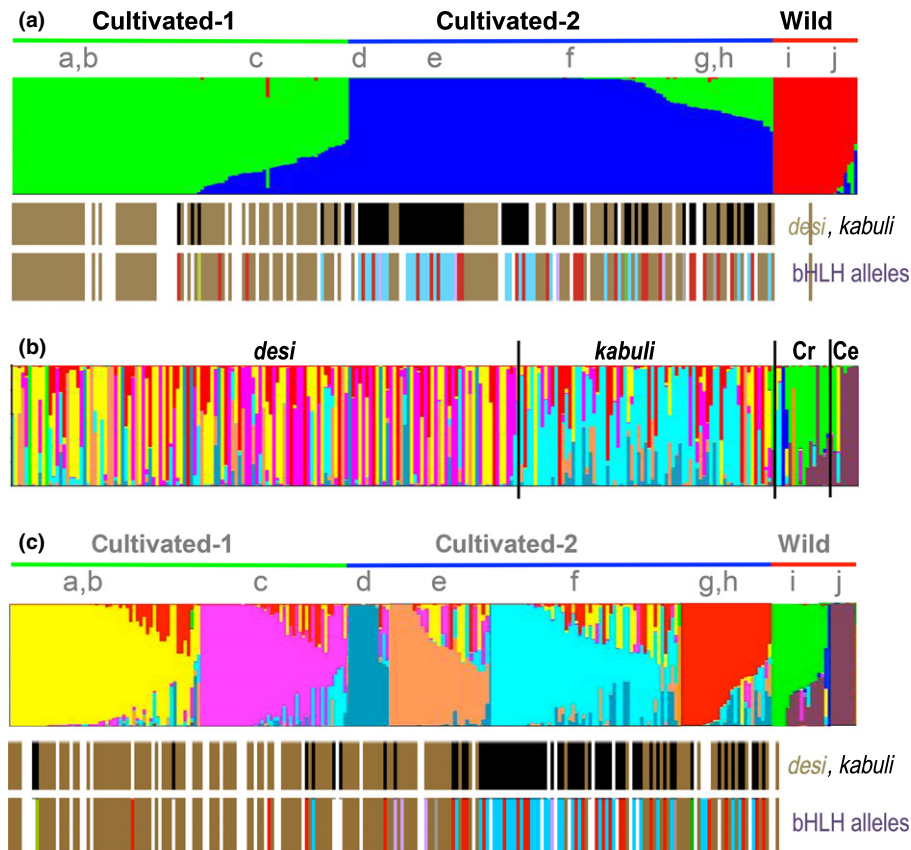 (a) Cultivated-1 Cultivated-2 Wild
a,b c d e f g,h i j
desi, kabuli
bHLH alleles
(b) desi kabuli Cr Ce
(c) Cultivated-1 Cultivated-2 Wild
a,b c d e f g,h i j
desi, kabuli
bHLH alleles